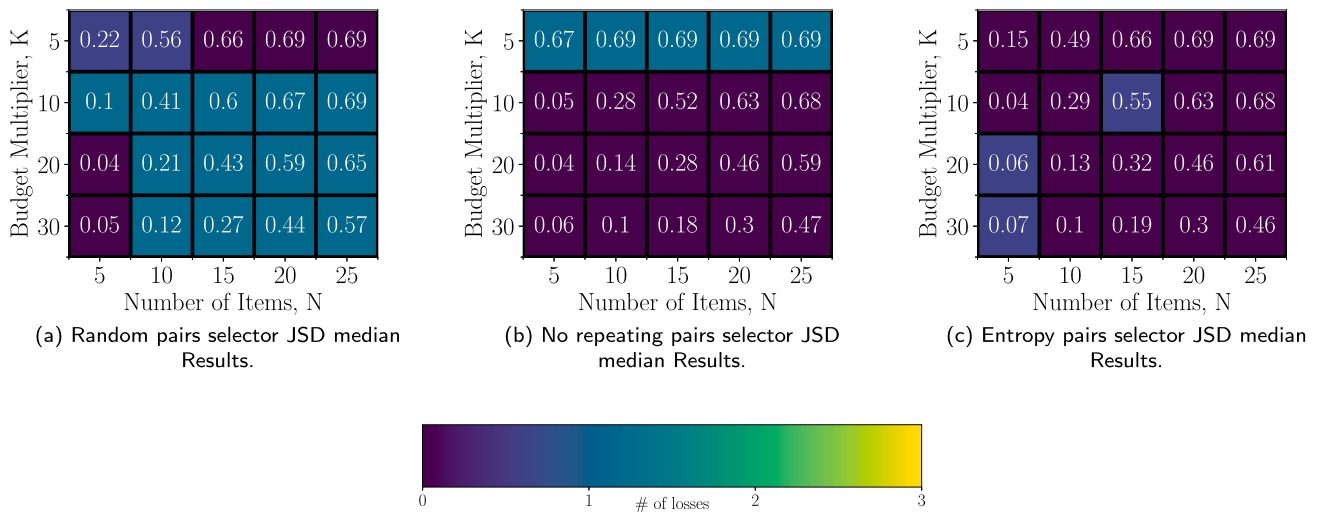 Budget Multiplier, K
5 0.22 0.56 0.66 0.69 0.69
10 0.1 0.41 0.6 0.67 0.69
20 0.04 0.21 0.43 0.59 0.65
30 0.05 0.12 0.27 0.44 0.57
5 10 15 20 25
Number of Items, N
(a) Random pairs selector JSD median
Results.
Budget Multiplier, K
5 0.67 0.69 0.69 0.69 0.69
10 0.05 0.28 0.52 0.63 0.68
20 0.04 0.14 0.28 0.46 0.59
30 0.06 0.1 0.18 0.3 0.47
5 10 15 20 25
Number of Items, N
(b) No repeating pairs selector JSD
median Results.
Budget Multiplier, K
5 0.15 0.49 0.66 0.69 0.69
10 0.04 0.29 0.55 0.63 0.68
20 0.06 0.13 0.32 0.46 0.61
30 0.07 0.1 0.19 0.3 0.46
5 10 15 20 25
Number of Items, N
(c) Entropy pairs selector JSD median
Results.
0 1 2 3
# of losses